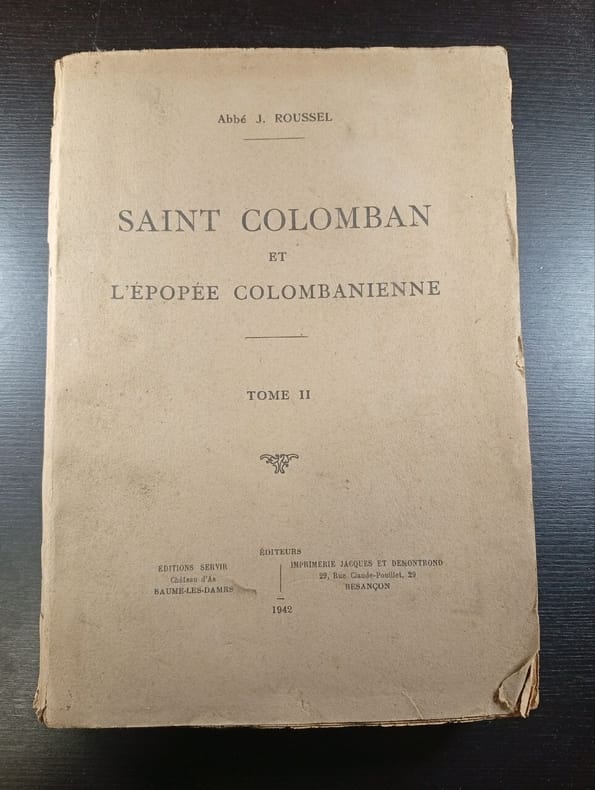 Abbé J. ROUSSEL
SAINT COLOMBAN
ET
L'ÉPOPÉE COLOMBANIENNE
TOME II
ÉDITEURS
ÉDITIONS SERVIR
Château d'As
BAUME-LES-DAMES
IMPRIMERIE JACQUES ET DEMONTROND
29, Rue Claude-Pouillet, 29
BESANÇON
1942